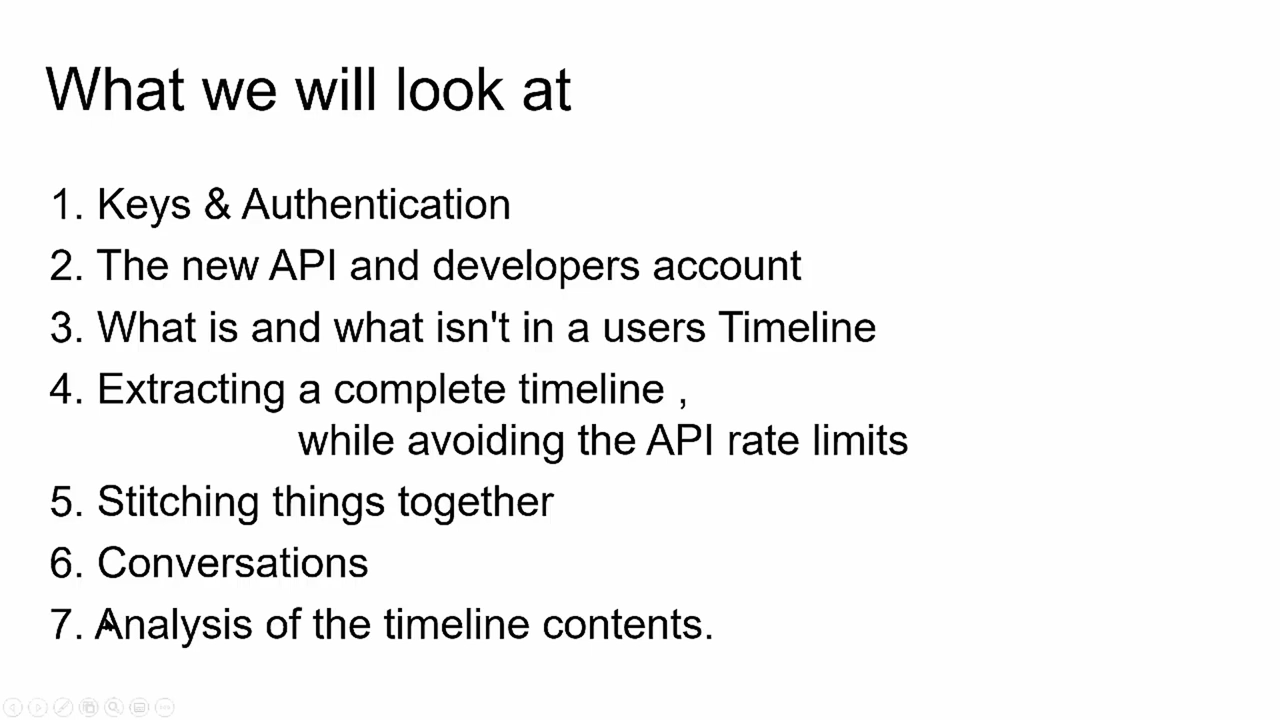 What we will look at
1. Keys & Authentication
2. The new API and developers account
3. What is and what isn't in a users Timeline
4. Extracting a complete timeline ,
while avoiding the API rate limits
5. Stitching things together
6. Conversations
7. Analysis of the timeline contents.